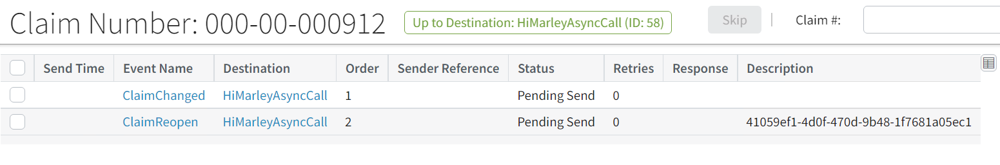 Claim Number: 000-00-000912 Up to Destination: HiMarleyAsyncCall (ID: 58) Skip Claim #:
Send Time Event Name Destination Order Sender Reference Status Retries Response Description
ClaimChanged HiMarleyAsyncCall 1 Pending Send 0
ClaimReopen HiMarleyAsyncCall 2 Pending Send 0 41059ef1-4d0f-470d-9b48-1f7681a05ec1